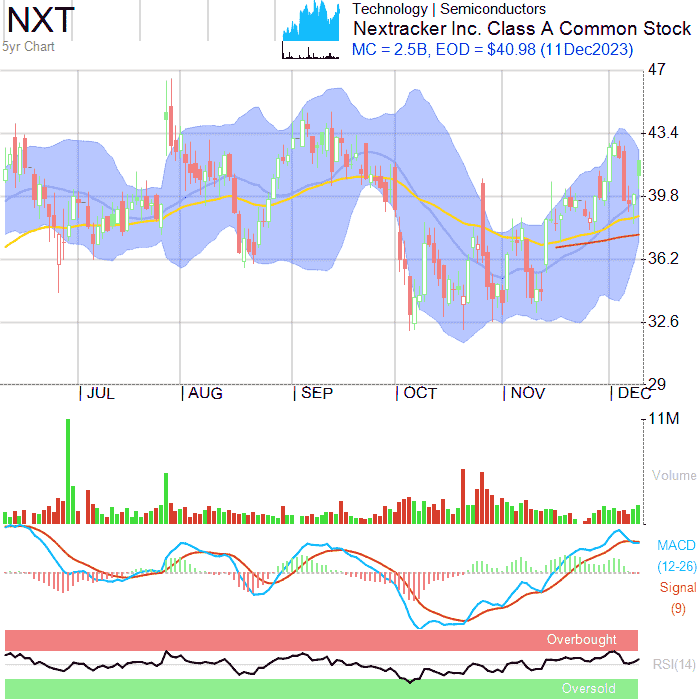 NXT
5yr Chart
Technology | Semiconductors
Nextracker Inc. Class A Common Stock
MC = 2.5B, EOD = $40.98 (11Dec2023)
47
43.4
39.8
36.2
32.6
29
| JUL | AUG | SEP | OCT | NOV | DEC
11M
Volume
MACD
(12-26)
Signal
(9)
Overbought
RSI(14)
Oversold